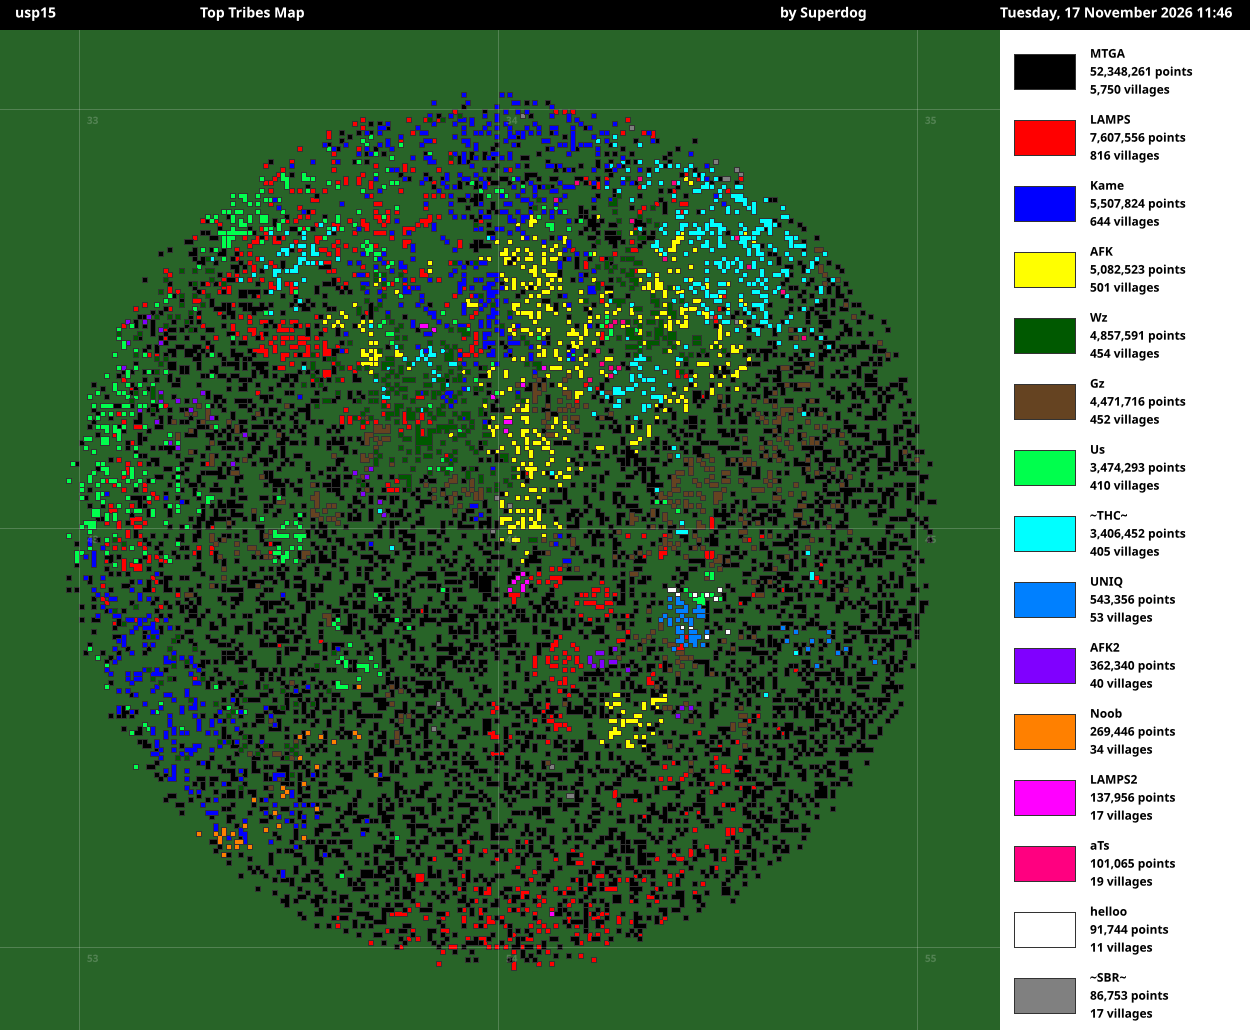 usp15 Top Tribes Map by Superdog Tuesday, 17 November 2026 11:46
33 34 35
53 55
MTGA
52,348,261 points
5,750 villages
LAMPS
7,607,556 points
816 villages
Kame
5,507,824 points
644 villages
AFK
5,082,523 points
501 villages
Wz
4,857,591 points
454 villages
Gz
4,471,716 points
452 villages
Us
3,474,293 points
410 villages
~THC~
3,406,452 points
405 villages
UNIQ
543,356 points
53 villages
AFK2
362,340 points
40 villages
Noob
269,446 points
34 villages
LAMPS2
137,956 points
17 villages
aTs
101,065 points
19 villages
helloo
91,744 points
11 villages
~SBR~
86,753 points
17 villages